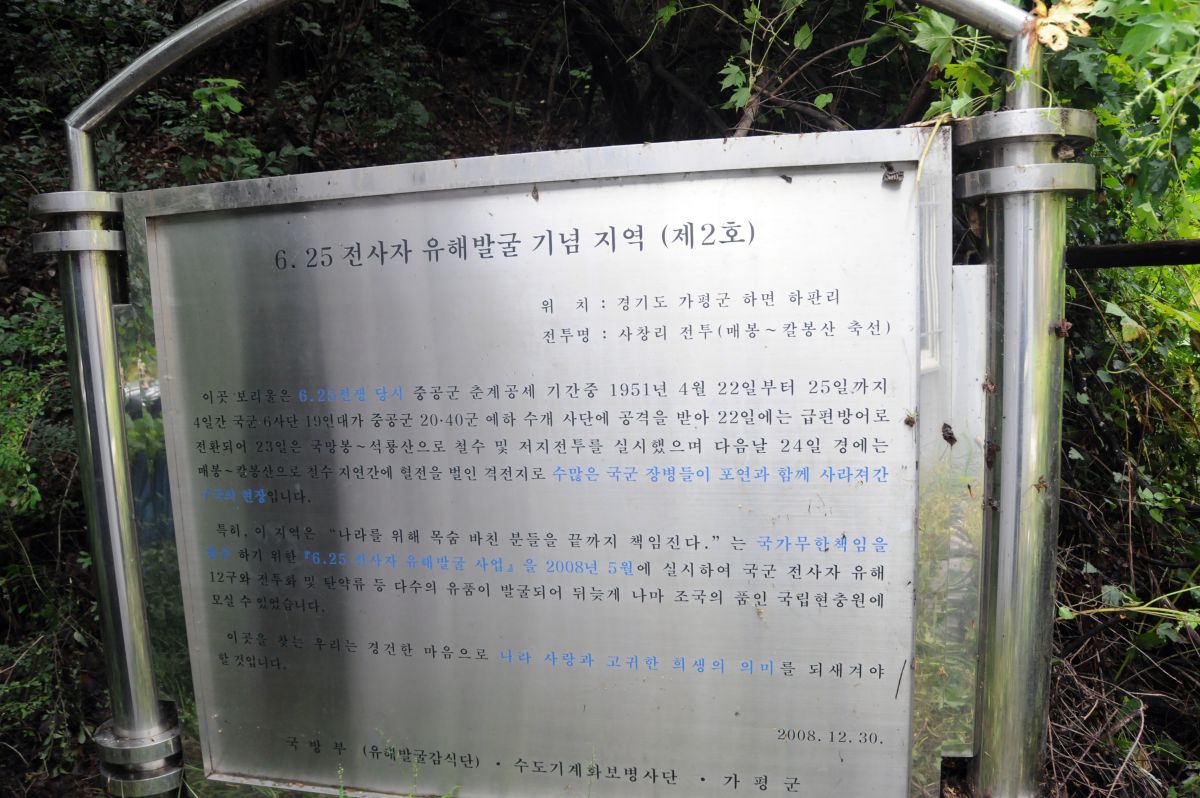 6. 25 전사자 유해발굴 기념 지역 (제2호)
위 치 : 경기도 가평군 하면 하판리
전투명 : 사창리 전투(매봉~칼봉산 축선)
이곳 보리울은 6.25전쟁 당시 중공군 춘계공세 기간중 1951년 4월 22일부터 25일까지
4일간 국군 6사단 19연대가 중공군 20·40군 예하 수개 사단에 공격을 받아 22일에는 급편방어로
전환되어 23일은 국망봉~석룡산으로 철수 및 저지전투를 실시했으며 다음날 24일 경에는
매봉~칼봉산으로 철수 지연간에 혈전을 벌인 격전지로 수많은 국군 장병들이 포연과 함께 사라져간
현장입니다.
특히, 이 지역은 “나라를 위해 목숨 바친 분들을 끝까지 책임진다.” 는 국가무한책임을
하기 위한 『6.25 전사자 유해발굴 사업』을 2008년 5월에 실시하여 국군 전사자 유해
12구와 전투화 및 탄약류 등 다수의 유품이 발굴되어 뒤늦게 나마 조국의 품인 국립현충원에
모실 수 있었습니다.
이곳을 찾는 우리는 경건한 마음으로 나라 사랑과 고귀한 희생의 의미를 되새겨야
할 것입니다.
2008. 12. 30.
국 방 부 (유해발굴감식단) · 수도기계화보병사단 · 가 평 군